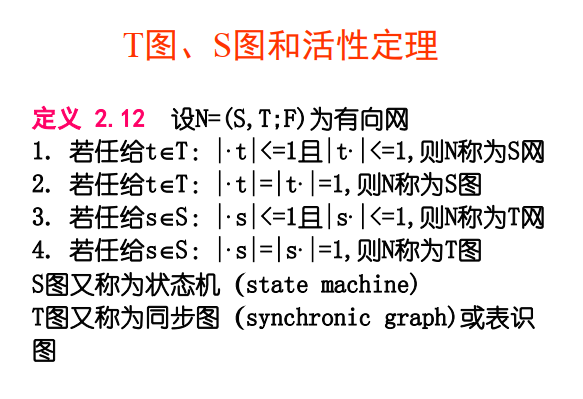 T图、S图和活性定理
定义 2.12 设N=(S,T;F)为有向网
1. 若任给t∈T: |·t|<=1且|t·|<=1,则N称为S网
2. 若任给t∈T: |·t|=|t·|=1,则N称为S图
3. 若任给s∈S: |·s|<=1且|s·|<=1,则N称为T网
4. 若任给s∈S: |·s|=|s·|=1,则N称为T图
S图又称为状态机 (state machine)
T图又称为同步图 (synchronic graph)或表识
图